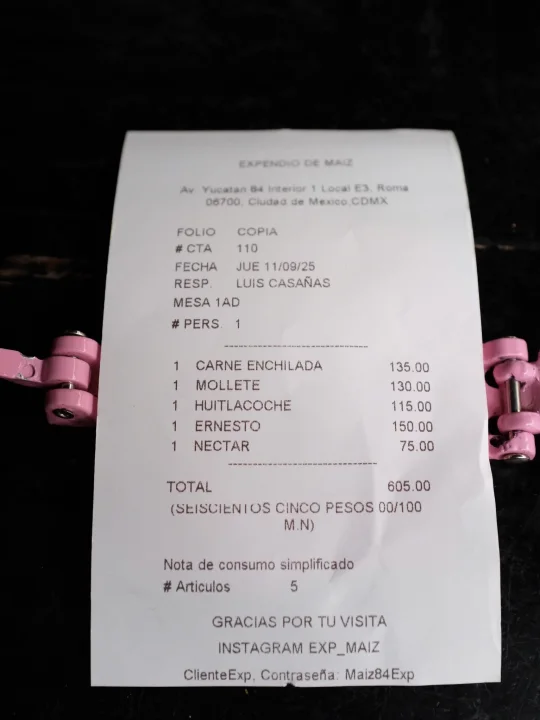 EXPENDIO DE MAIZ
Av. Yucatan 84 Interior 1 Local E3, Roma
06700, Ciudad de Mexico,CDMX
FOLIO COPIA
# CTA 110
FECHA JUE 11/09/25
RESP. LUIS CASAÑAS
MESA 1AD
# PERS. 1
1 CARNE ENCHILADA 135.00
1 MOLLETE 130.00
1 HUITLACOCHE 115.00
1 ERNESTO 150.00
1 NECTAR 75.00
TOTAL 605.00
(SEISCIENTOS CINCO PESOS 00/100
M.N)
Nota de consumo simplificado
# Articulos 5
GRACIAS POR TU VISITA
INSTAGRAM EXP_MAIZ
ClienteExp, Contraseña: Maiz84Exp